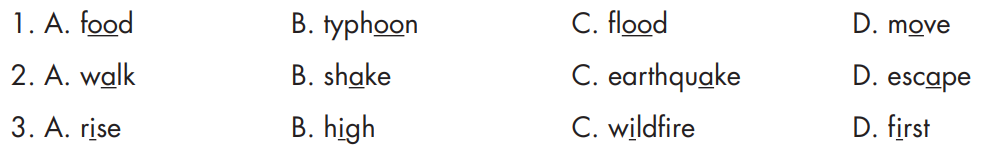 1. A. food B. typhoon C. flood D. move
2. A. walk B. shake C. earthquake D. escape
3. A. rise B. high C. wildfire D. first